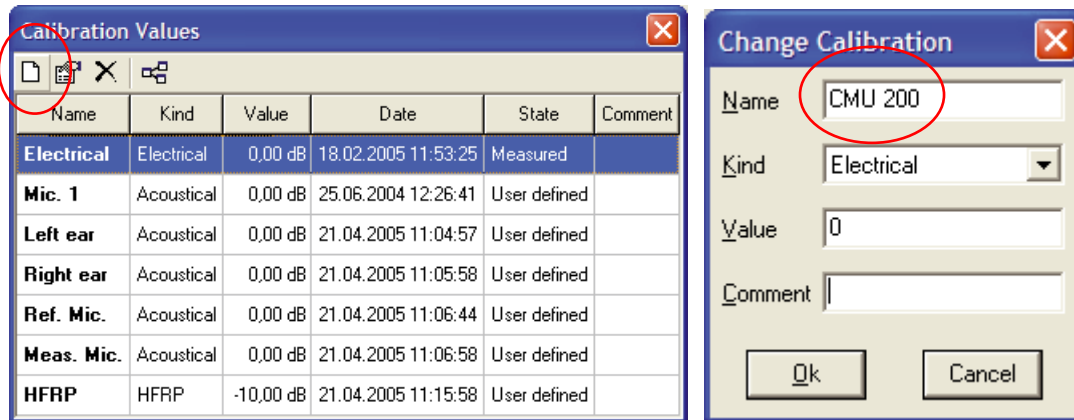 Calibration Values
Name Kind Value Date State Comment
Electrical Electrical 0,00 dB 18.02.2005 11:53:25 Measured
Mic. 1 Acoustical 0,00 dB 25.06.2004 12:26:41 User defined
Left ear Acoustical 0,00 dB 21.04.2005 11:04:57 User defined
Right ear Acoustical 0,00 dB 21.04.2005 11:05:58 User defined
Ref. Mic. Acoustical 0,00 dB 21.04.2005 11:06:44 User defined
Meas. Mic. Acoustical 0,00 dB 21.04.2005 11:06:58 User defined
HFRP HFRP -10,00 dB 21.04.2005 11:15:58 User defined
Change Calibration
Name CMU 200
Kind Electrical
Value 0
Comment
Ok Cancel